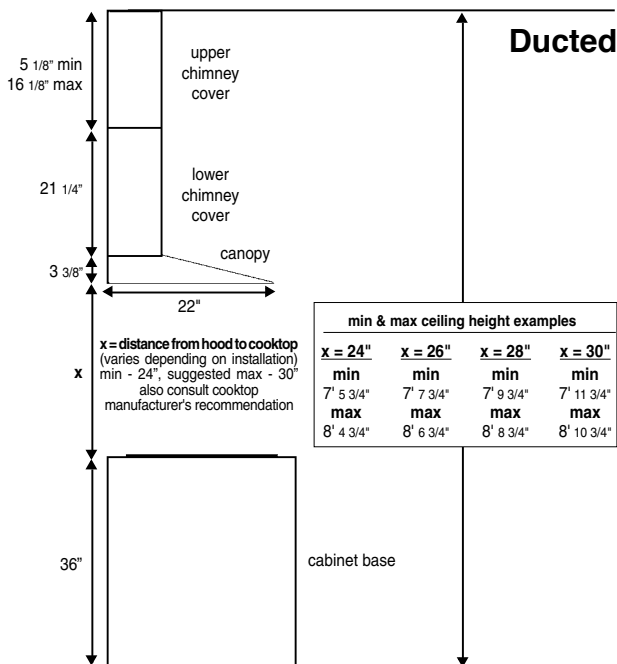 Ducted
5 1/8” min
16 1/8” max
upper
chimney
cover
21 1/4”
lower
chimney
cover
canopy
3 3/8”
22"
x = distance from hood to cooktop
(varies depending on installation)
min - 24”, suggested max - 30”
also consult cooktop
manufacturer's recommendation
x
min & max ceiling height examples
x = 24" x = 26" x = 28" x = 30"
min min min min
7' 5 3/4" 7' 7 3/4" 7' 9 3/4" 7' 11 3/4"
max max max max
8' 4 3/4" 8' 6 3/4" 8' 8 3/4" 8' 10 3/4"
36”
cabinet base